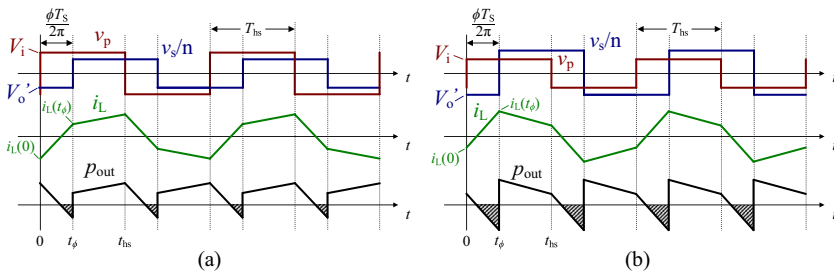 ϕT_S/2π
V_i
v_p
v_s/n
T_hs
t
V_o'
i_L(t_ϕ)
i_L
t
i_L(0)
p_out
t
0
t_ϕ
t_hs
(a)
ϕT_S/2π
V_i
v_s/n
v_p
T_hs
t
V_o'
i_L
i_L(t_ϕ)
t
i_L(0)
p_out
t
0
t_ϕ
t_hs
(b)